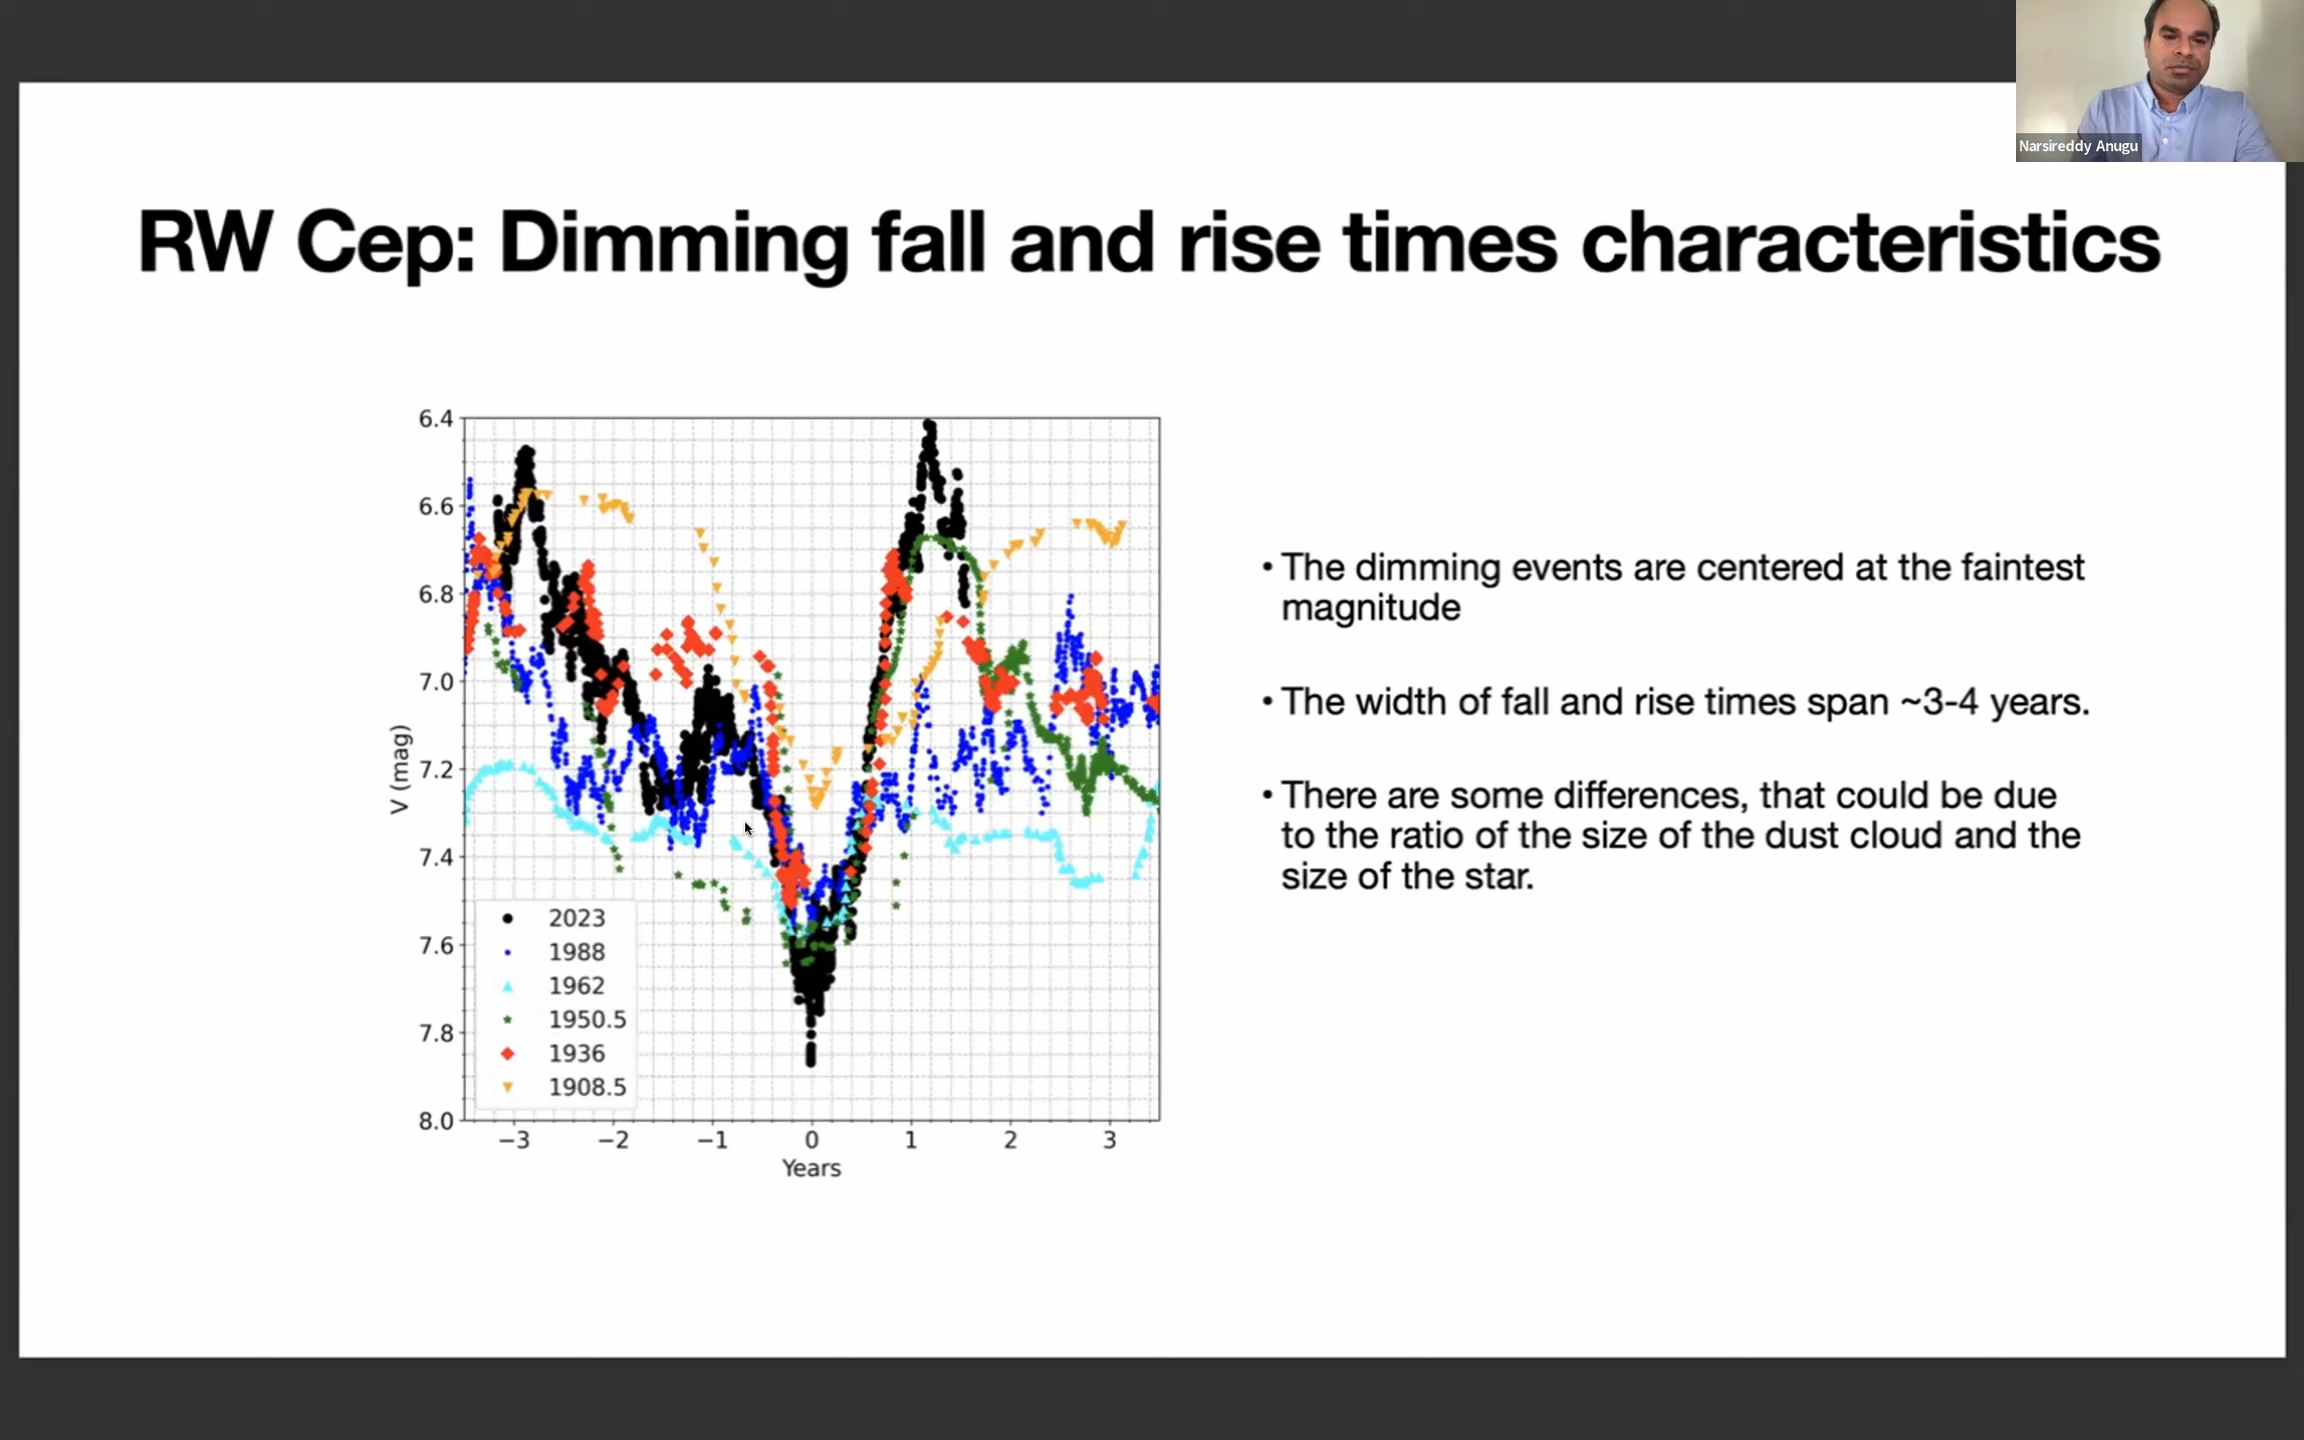 Narsireddy Anugu
RW Cep: Dimming fall and rise times characteristics
6.4
6.6
6.8
7.0
7.2
7.4
7.6
7.8
8.0
V (mag)
2023
1988
1962
1950.5
1936
1908.5
−3
−2
−1
0
1
2
3
Years
• The dimming events are centered at the faintest
magnitude
• The width of fall and rise times span ~3-4 years.
• There are some differences, that could be due
to the ratio of the size of the dust cloud and the
size of the star.